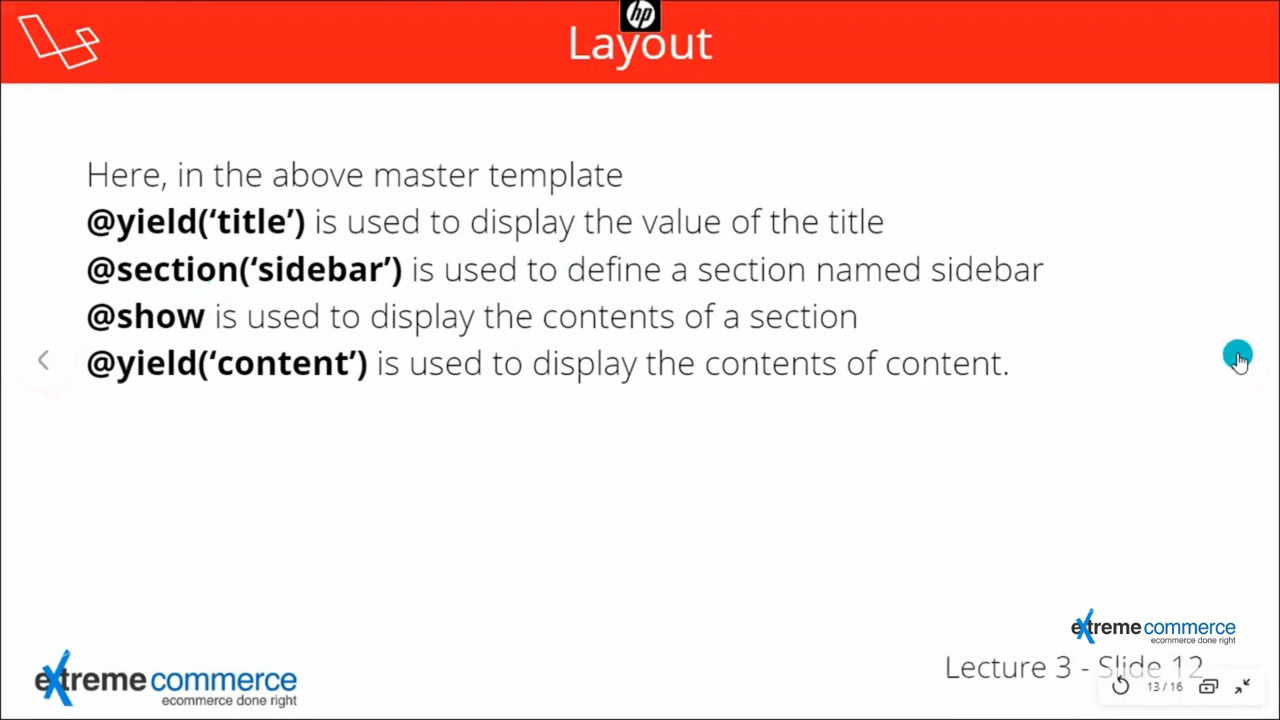 hp
Layout
Here, in the above master template
@yield(‘title’) is used to display the value of the title
@section(‘sidebar’) is used to define a section named sidebar
@show is used to display the contents of a section
@yield(‘content’) is used to display the contents of content.
extreme commerce
ecommerce done right
Lecture 3 - Slide 12
13 / 16
extreme commerce
ecommerce done right